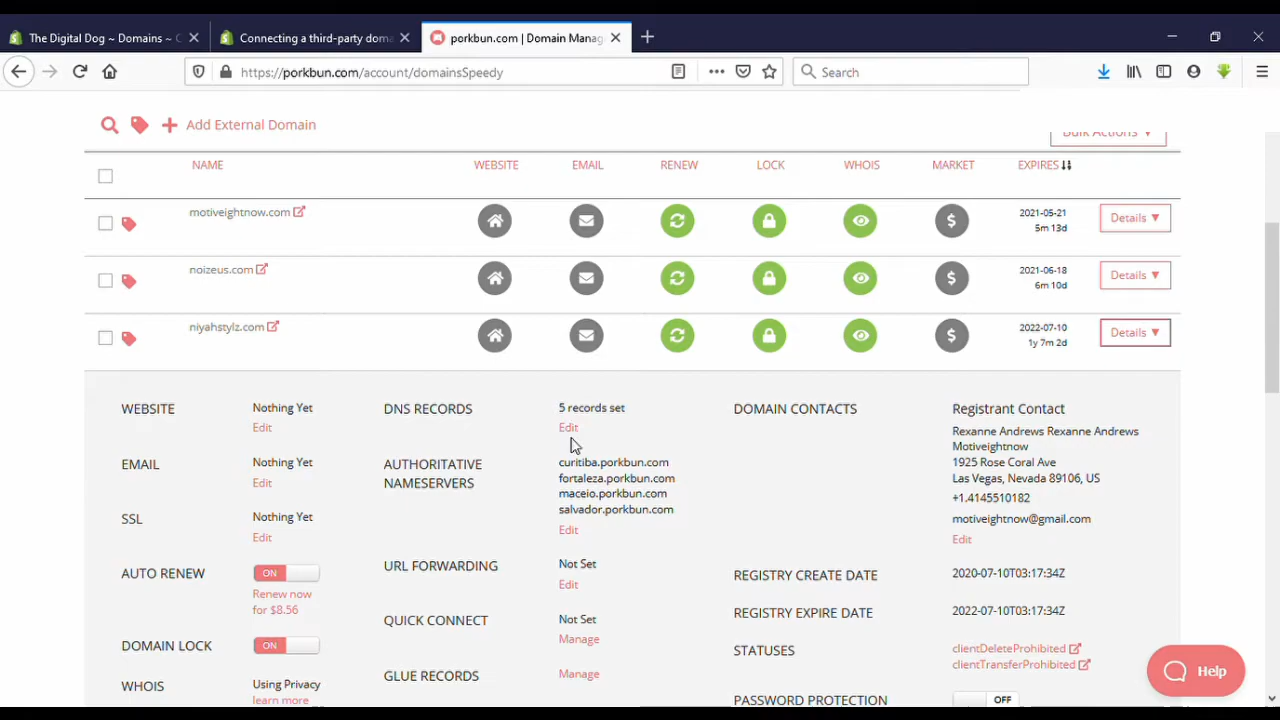 The Digital Dog ~ Domains ~
Connecting a third-party doma
porkbun.com | Domain Manag
https://porkbun.com/account/domainsSpeedy
Search
Add External Domain
Bulk Actions ▼
NAME
WEBSITE
EMAIL
RENEW
LOCK
WHOIS
MARKET
EXPIRES
motiveightnow.com
$
2021-05-21
5m 13d
Details ▼
noizeus.com
$
2021-06-18
6m 10d
Details ▼
niyahstylz.com
$
2022-07-10
1y 7m 2d
Details ▼
WEBSITE
Nothing Yet
Edit
EMAIL
Nothing Yet
Edit
SSL
Nothing Yet
Edit
AUTO RENEW
ON
Renew now
for $8.56
DOMAIN LOCK
ON
WHOIS
Using Privacy
learn more
DNS RECORDS
5 records set
Edit
AUTHORITATIVE
NAMESERVERS
curitiba.porkbun.com
fortaleza.porkbun.com
maceio.porkbun.com
salvador.porkbun.com
Edit
URL FORWARDING
Not Set
Edit
QUICK CONNECT
Not Set
Manage
GLUE RECORDS
Manage
DOMAIN CONTACTS
Registrant Contact
Rexanne Andrews Rexanne Andrews
Motiveightnow
1925 Rose Coral Ave
Las Vegas, Nevada 89106, US
+1.4145510182
motiveightnow@gmail.com
Edit
REGISTRY CREATE DATE
2020-07-10T03:17:34Z
REGISTRY EXPIRE DATE
2022-07-10T03:17:34Z
STATUSES
clientDeleteProhibited
clientTransferProhibited
PASSWORD PROTECTION
OFF
Help